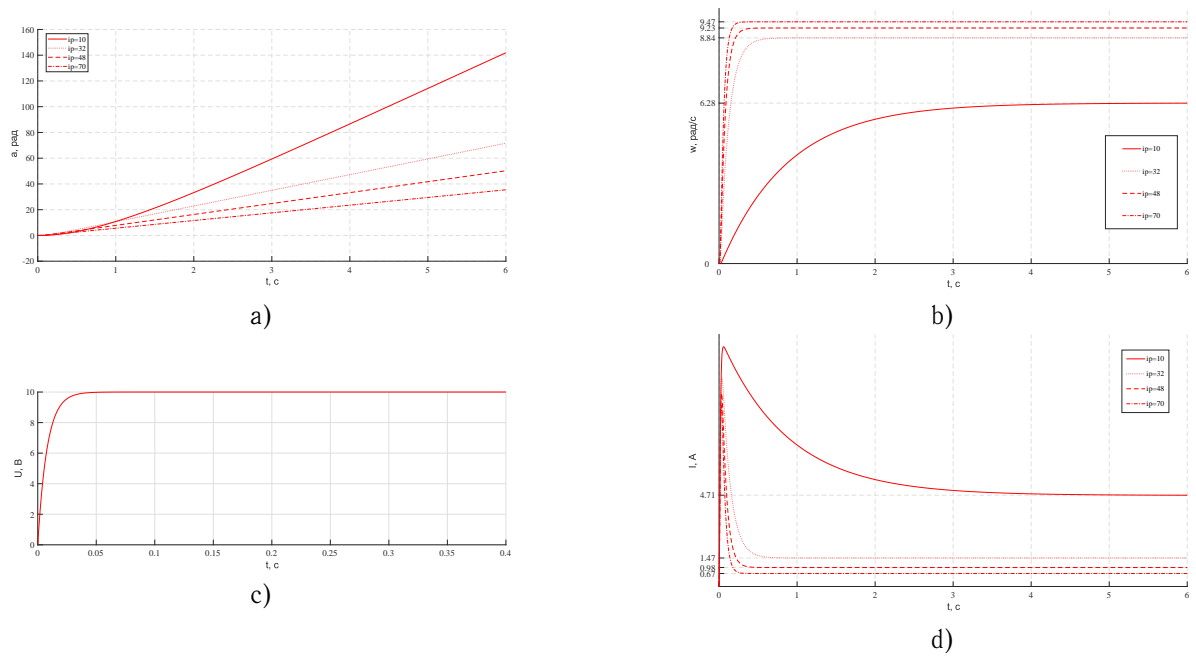 160
140
120
100
80
60
40
20
0
-20
a, рад
ip=10
ip=32
ip=48
ip=70
0 1 2 3 4 5 6
t, c
a)
9.47
9.23
8.84
6.28
0
w, рад/с
ip=10
ip=32
ip=48
ip=70
0 1 2 3 4 5 6
t, c
b)
10
8
6
4
2
0
U, В
0 0.05 0.1 0.15 0.2 0.25 0.3 0.35 0.4
t, c
c)
4.71
1.47
0.98
0.67
I, A
ip=10
ip=32
ip=48
ip=70
0 1 2 3 4 5 6
t, c
d)